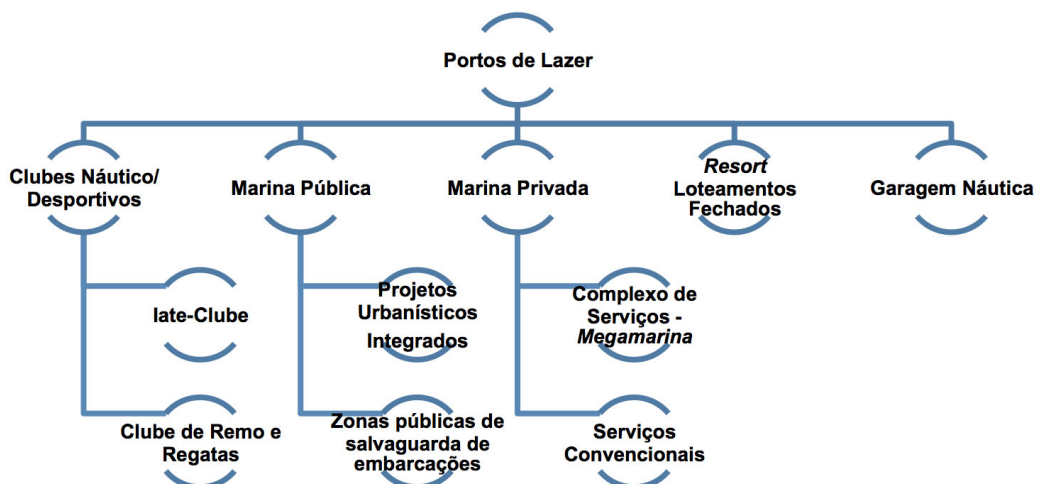 Portos de Lazer
Clubes Náutico/
Desportivos
Marina Pública
Marina Privada
Resort
Loteamentos
Fechados
Garagem Náutica
Iate-Clube
Projetos
Urbanísticos
Integrados
Complexo de
Serviços -
Megamarina
Clube de Remo e
Regatas
Zonas públicas de
salvaguarda de
embarcações
Serviços
Convencionais